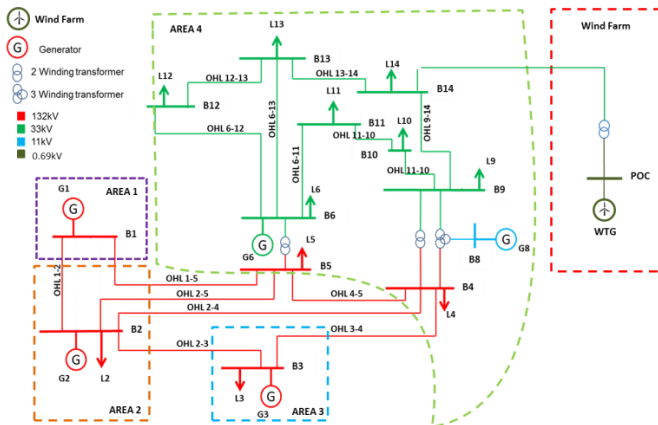 Wind Farm
G
Generator
2 Winding transformer
3 Winding transformer
132kV
33kV
11kV
0.69kV
AREA 4
L13
B13
OHL 12-13
OHL 13-14
L12
B12
L14
B14
L11
B11
OHL 11-10
L10
B10
OHL 11-10
OHL 6-13
OHL 6-12
OHL 6-11
OHL 9-14
L9
B9
L6
B6
G
G6
L5
B5
B8
G
G8
B4
L4
Wind Farm
POC
WTG
AREA 1
G1
G
B1
OHL 1-2
OHL 1-5
OHL 2-5
OHL 4-5
OHL 2-4
OHL 3-4
OHL 2-3
B2
G
G2
L2
AREA 2
B3
L3
G
G3
AREA 3